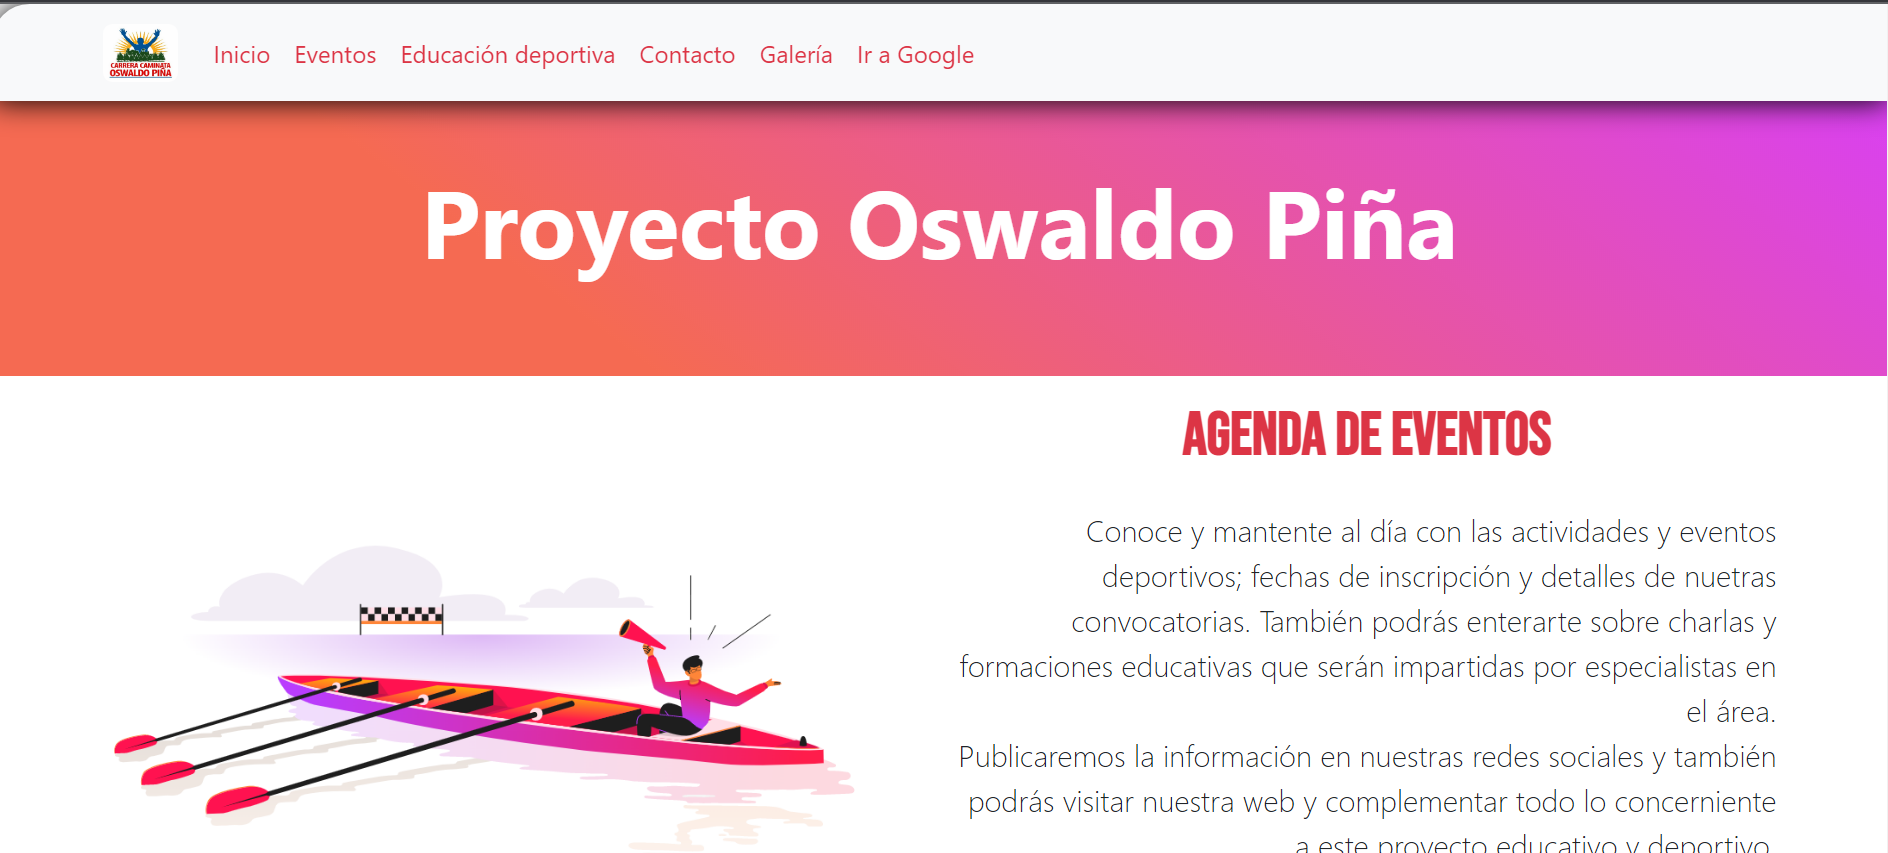 CARRERA CAMINATA
OSWALDO PIÑA
Inicio Eventos Educación deportiva Contacto Galería Ir a Google
Proyecto Oswaldo Piña
AGENDA DE EVENTOS
Conoce y mantente al día con las actividades y eventos
deportivos; fechas de inscripción y detalles de nuetras
convocatorias. También podrás enterarte sobre charlas y
formaciones educativas que serán impartidas por especialistas en
el área.
Publicaremos la información en nuestras redes sociales y también
podrás visitar nuestra web y complementar todo lo concerniente
a este proyecto educativo y deportivo.